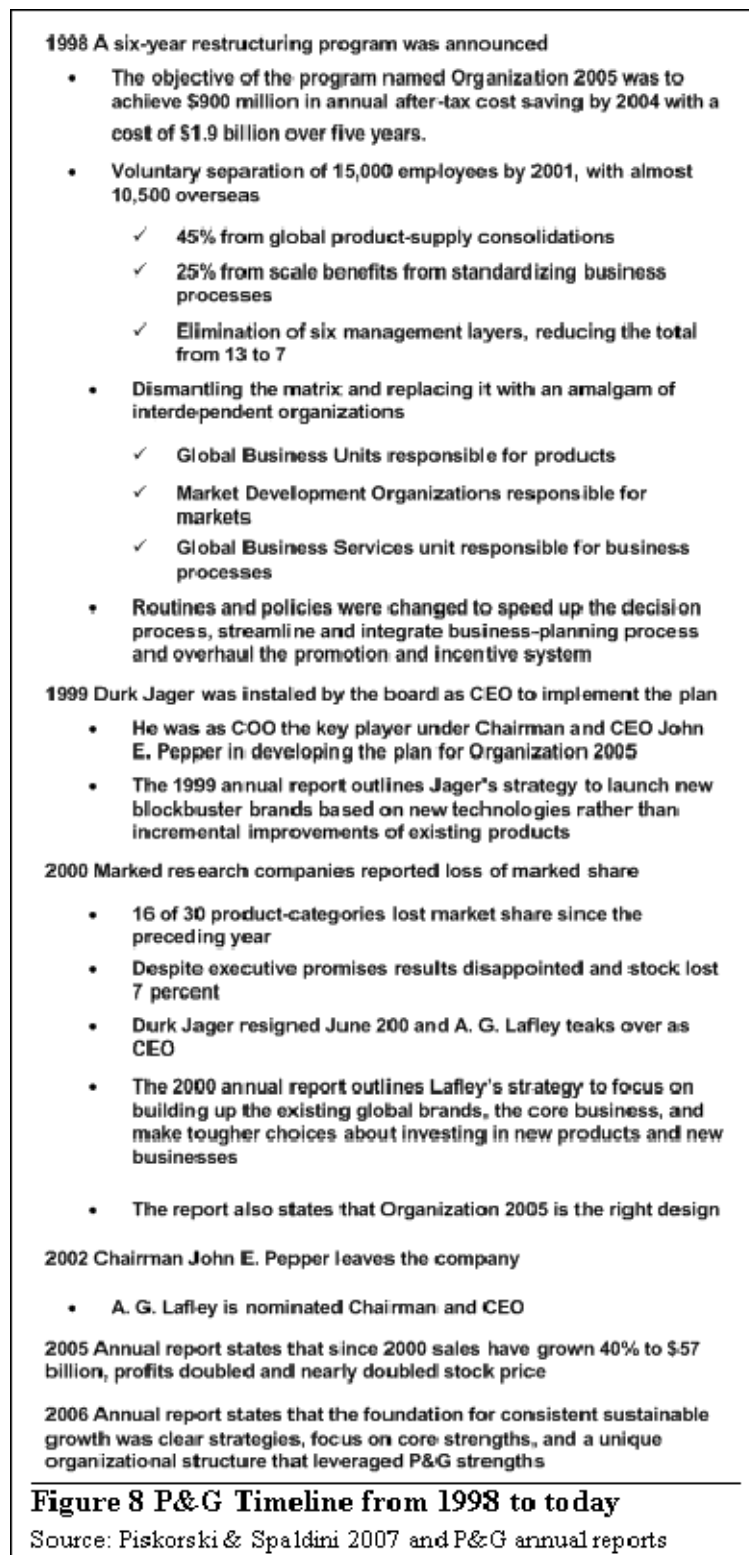 1998 A six-year restructuring program was announced
• The objective of the program named Organization 2005 was to
achieve $900 million in annual after-tax cost saving by 2004 with a
cost of $1.9 billion over five years.
• Voluntary separation of 15,000 employees by 2001, with almost
10,500 overseas
✓ 45% from global product-supply consolidations
✓ 25% from scale benefits from standardizing business
processes
✓ Elimination of six management layers, reducing the total
from 13 to 7
• Dismantling the matrix and replacing it with an amalgam of
interdependent organizations
✓ Global Business Units responsible for products
✓ Market Development Organizations responsible for
markets
✓ Global Business Services unit responsible for business
processes
• Routines and policies were changed to speed up the decision
process, streamline and integrate business-planning process
and overhaul the promotion and incentive system
1999 Durk Jager was instaled by the board as CEO to implement the plan
• He was as COO the key player under Chairman and CEO John
E. Pepper in developing the plan for Organization 2005
• The 1999 annual report outlines Jager's strategy to launch new
blockbuster brands based on new technologies rather than
incremental improvements of existing products
2000 Marked research companies reported loss of marked share
• 16 of 30 product-categories lost market share since the
preceding year
• Despite executive promises results disappointed and stock lost
7 percent
• Durk Jager resigned June 200 and A. G. Lafley teaks over as
CEO
• The 2000 annual report outlines Lafley's strategy to focus on
building up the existing global brands, the core business, and
make tougher choices about investing in new products and new
businesses
• The report also states that Organization 2005 is the right design
2002 Chairman John E. Pepper leaves the company
• A. G. Lafley is nominated Chairman and CEO
2005 Annual report states that since 2000 sales have grown 40% to $57
billion, profits doubled and nearly doubled stock price
2006 Annual report states that the foundation for consistent sustainable
growth was clear strategies, focus on core strengths, and a unique
organizational structure that leveraged P&G strengths
Figure 8 P&G Timeline from 1998 to today
Source: Piskorski & Spaldini 2007 and P&G annual reports